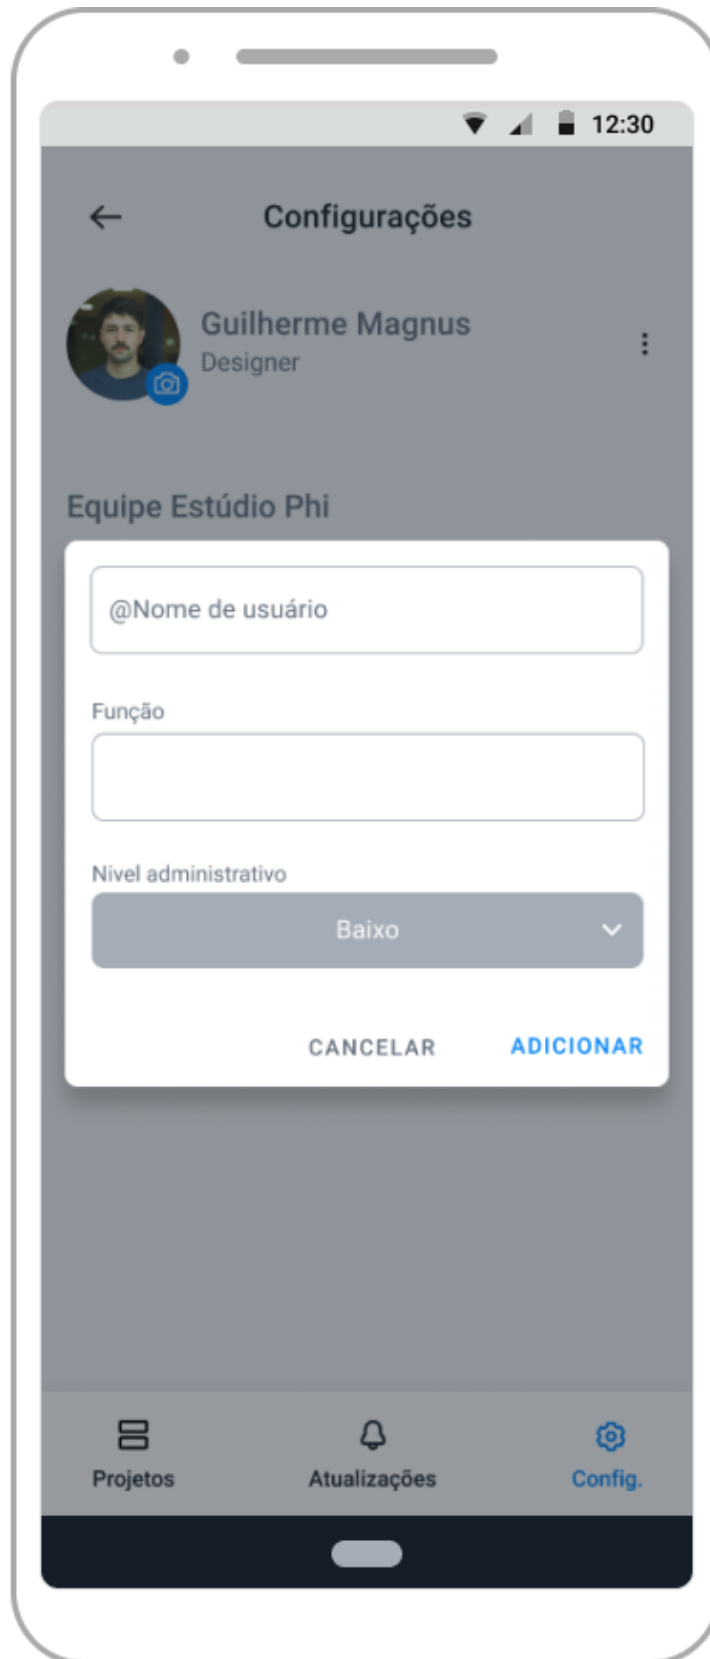 12:30
Configurações
Guilherme Magnus
Designer
Equipe Estúdio Phi
@Nome de usuário
Função
Nivel administrativo
Baixo
CANCELAR ADICIONAR
Projetos Atualizações Config.